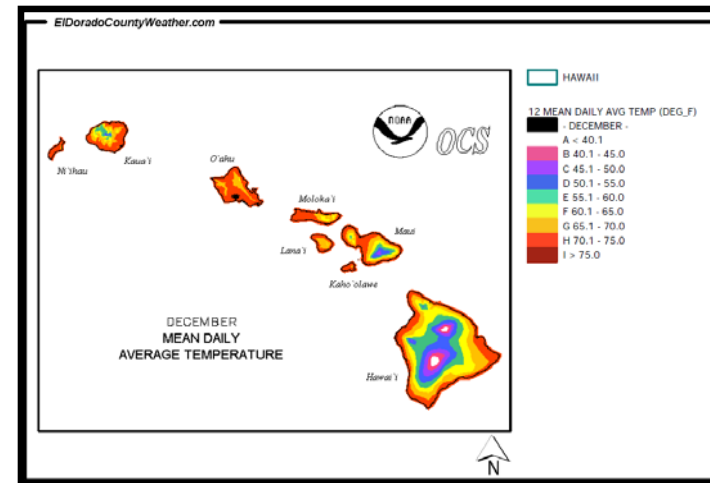 ElDoradoCountyWeather.com
HAWAII
12 MEAN DAILY AVG TEMP (DEG_F)
- DECEMBER -
A < 40.1
B 40.1 - 45.0
C 45.1 - 50.0
D 50.1 - 55.0
E 55.1 - 60.0
F 60.1 - 65.0
G 65.1 - 70.0
H 70.1 - 75.0
I > 75.0
NOAA
OCS
Ni`ihau
Kaua`i
O`ahu
Moloka`i
Lana`i
Maui
Kaho`olawe
Hawai`i
DECEMBER
MEAN DAILY
AVERAGE TEMPERATURE
N